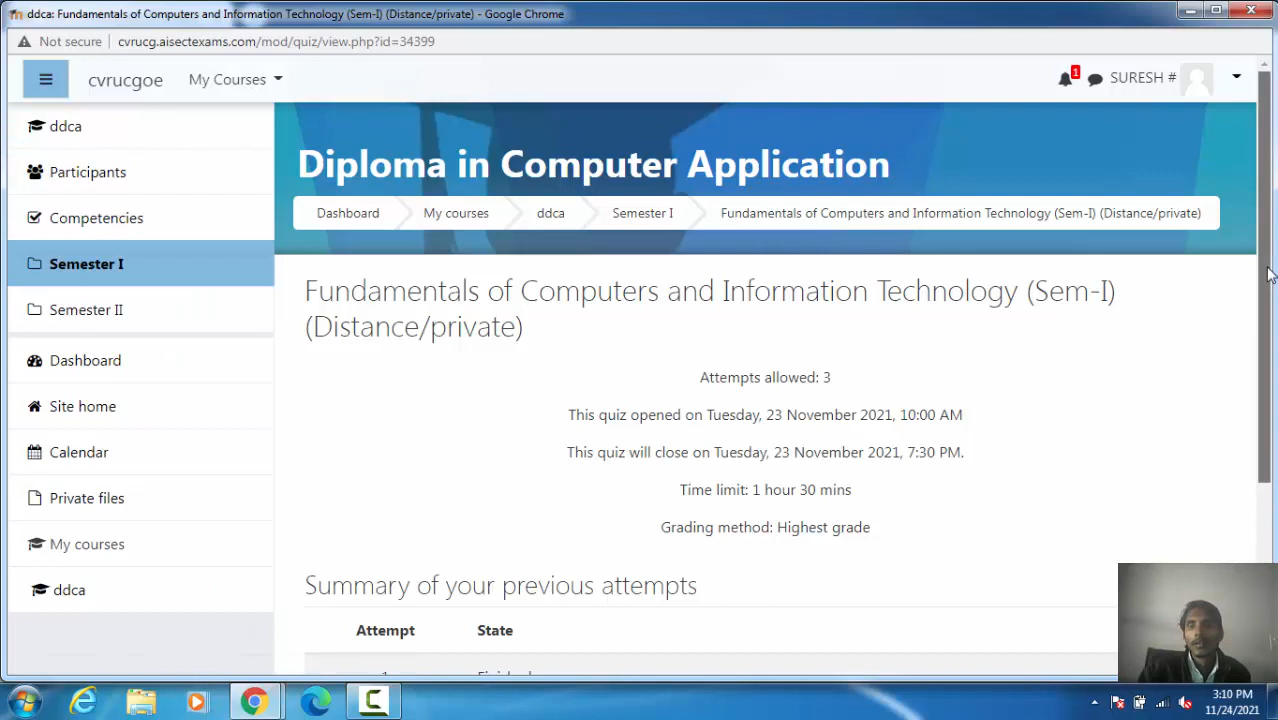 ddca: Fundamentals of Computers and Information Technology (Sem-I) (Distance/private) - Google Chrome
Not secure | cvrucg.aisectexams.com/mod/quiz/view.php?id=34399
cvrucgoe My Courses 1 SURESH #
ddca
Participants
Competencies
Semester I
Semester II
Dashboard
Site home
Calendar
Private files
My courses
ddca
Diploma in Computer Application
Dashboard My courses ddca Semester I Fundamentals of Computers and Information Technology (Sem-I) (Distance/private)
Fundamentals of Computers and Information Technology (Sem-I)
(Distance/private)
Attempts allowed: 3
This quiz opened on Tuesday, 23 November 2021, 10:00 AM
This quiz will close on Tuesday, 23 November 2021, 7:30 PM.
Time limit: 1 hour 30 mins
Grading method: Highest grade
Summary of your previous attempts
Attempt State
3:10 PM
11/24/2021